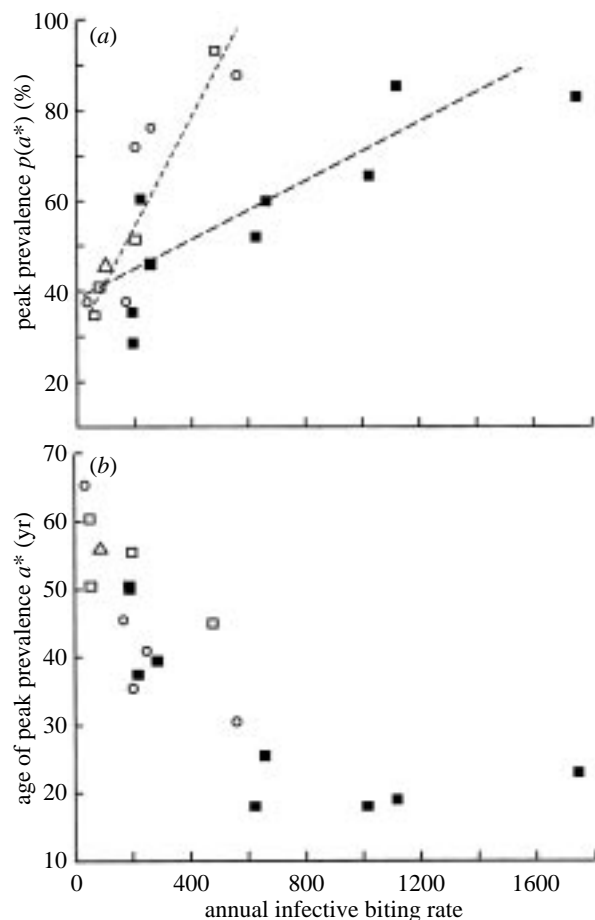 (a)
peak prevalence p(a*) (%)
100
80
60
40
20
(b)
age of peak prevalence a* (yr)
70
60
50
40
30
20
10
0 400 800 1200 1600
annual infective biting rate